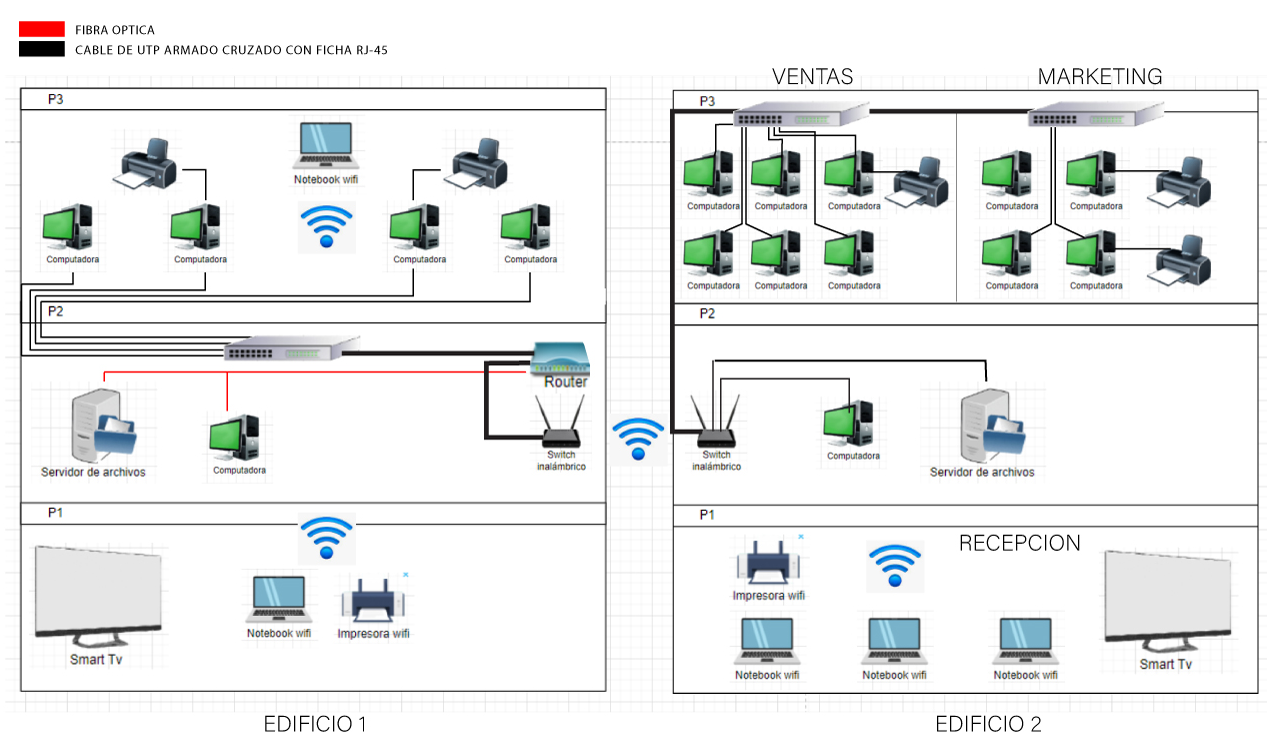 FIBRA OPTICA
CABLE DE UTP ARMADO CRUZADO CON FICHA RJ-45
P3
Notebook wifi
Computadora
Computadora
Computadora
Computadora
P2
Router
Servidor de archivos
Computadora
Switch
inalámbrico
P1
Smart Tv
Notebook wifi
Impresora wifi
EDIFICIO 1
VENTAS
MARKETING
P3
Computadora
Computadora
Computadora
Computadora
Computadora
Computadora
Computadora
Computadora
Computadora
Computadora
P2
Switch
inalámbrico
Computadora
Servidor de archivos
P1
RECEPCION
Impresora wifi
Notebook wifi
Notebook wifi
Notebook wifi
Smart Tv
EDIFICIO 2